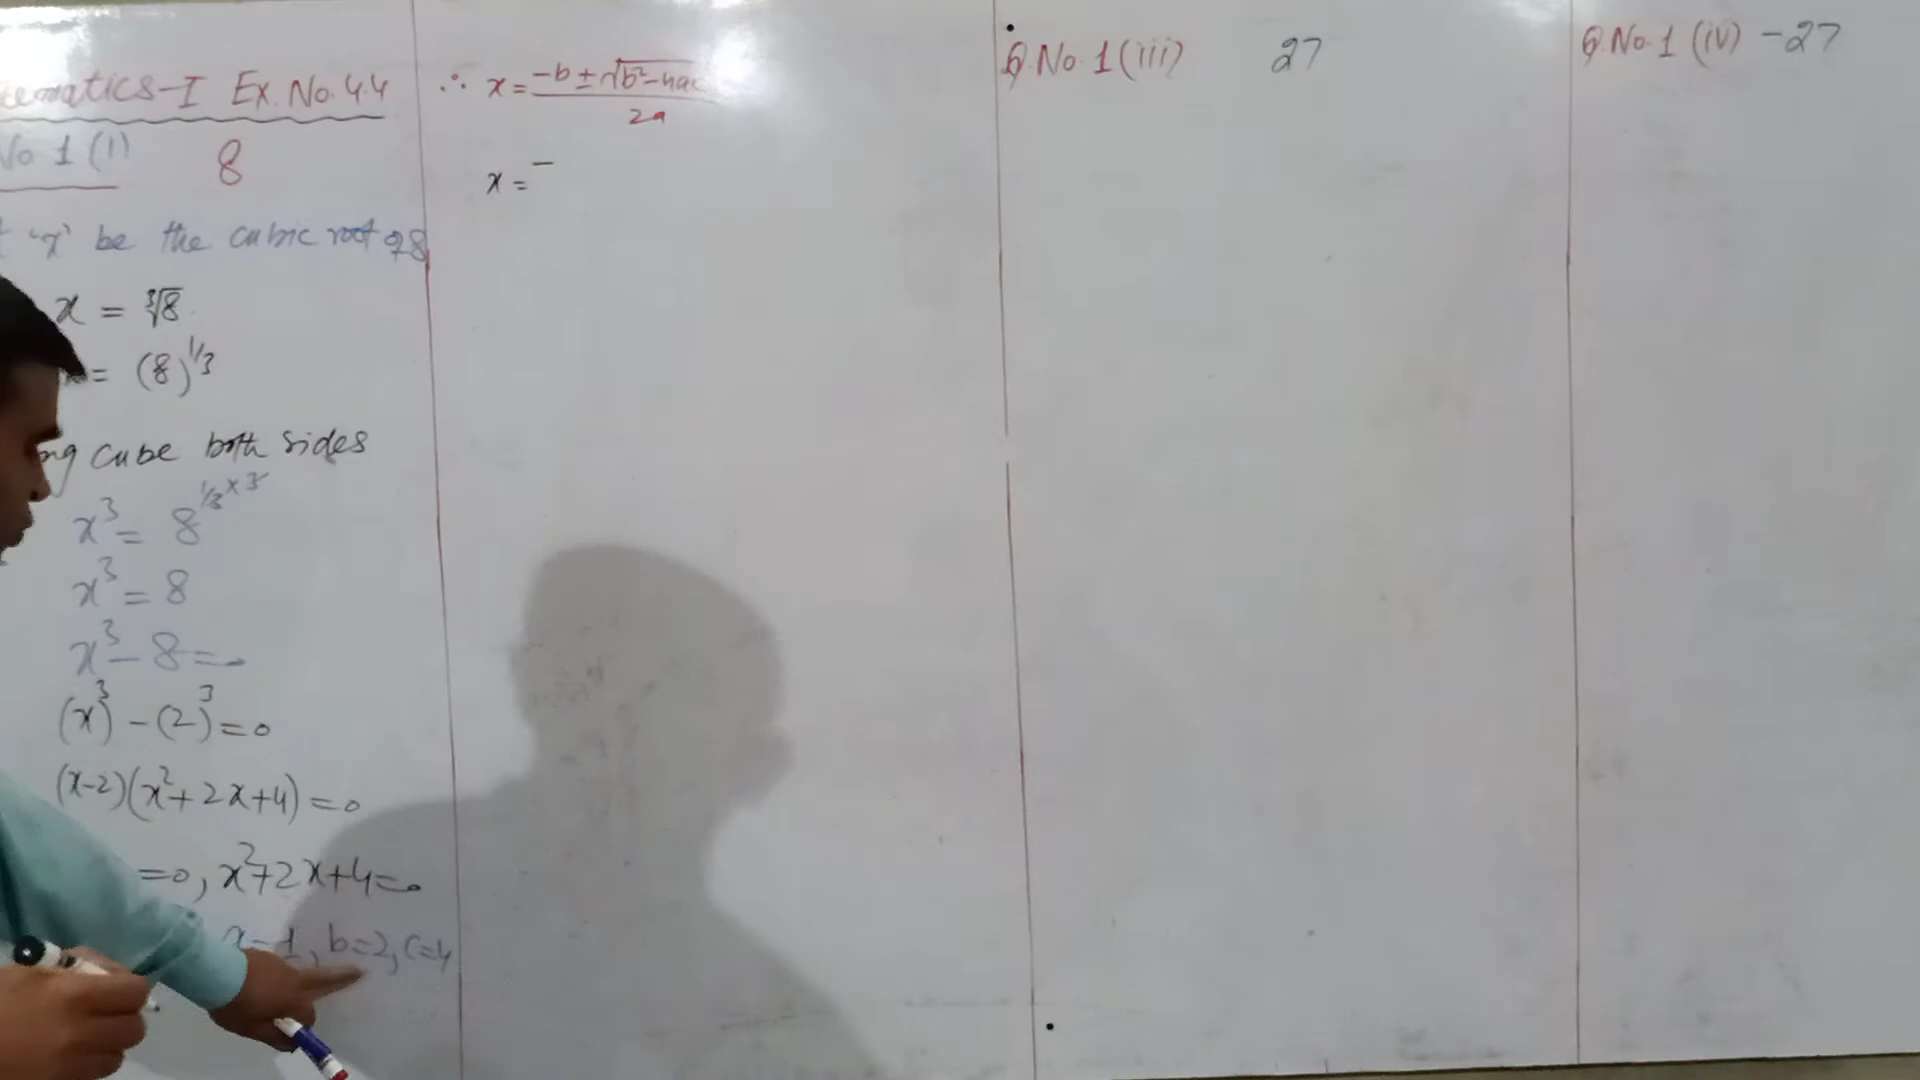 ematics-I Ex. No. 4.4
No 1 (i) 8
'x' be the cubic root of 8
x = ∛8
= (8)^1/3
ng cube both sides
x³ = 8^1/3×3
x³ = 8
x³ - 8 = 0
(x)³ - (2)³ = 0
(x-2)(x²+2x+4) = 0
=0, x²+2x+4=0
=1, b=2, c=4
∴ x = -b ± √b²-4ac / 2a
x = -
Q.No.1(iii) 27
Q.No.1(iv) -27